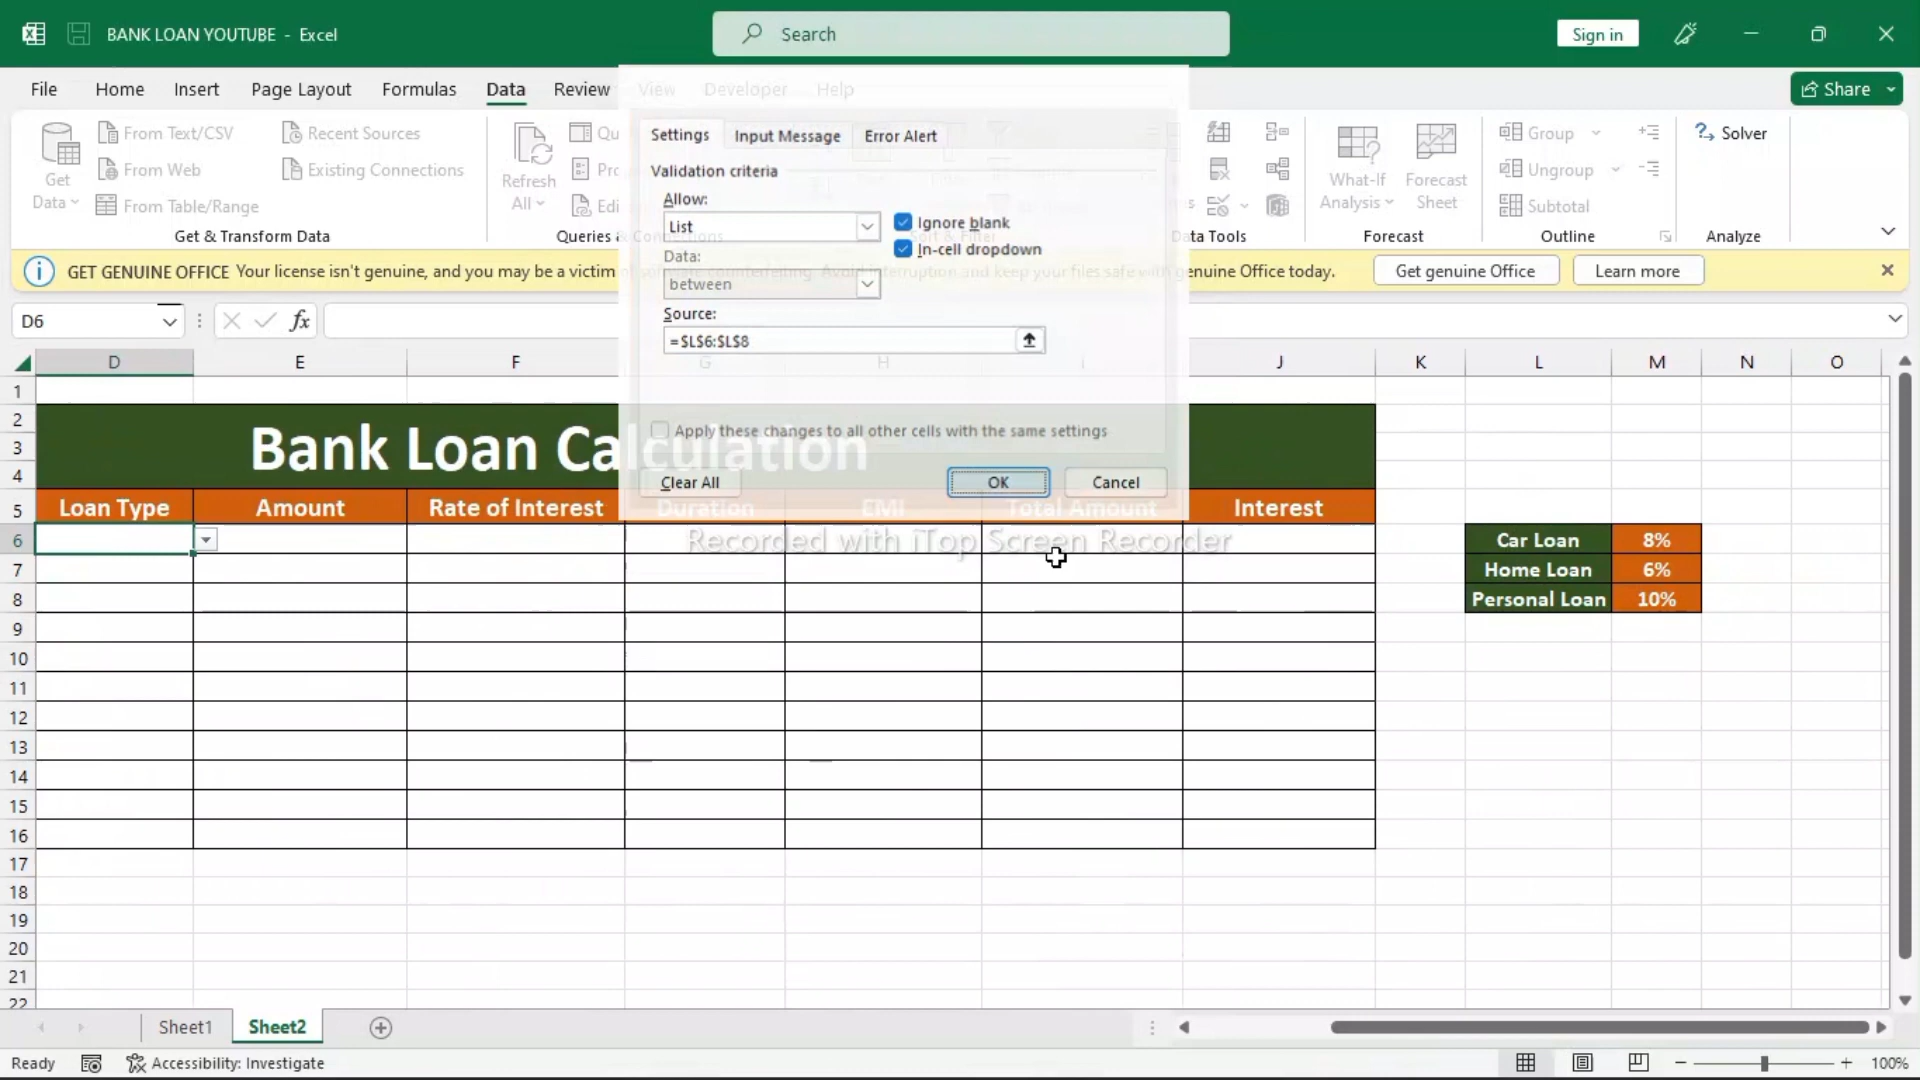 BANK LOAN YOUTUBE - Excel
Search
Sign in
File Home Insert Page Layout Formulas Data Review View Developer Help
Share
Get Data
From Text/CSV
From Web
From Table/Range
Recent Sources
Existing Connections
Get & Transform Data
Refresh All
Queries & Connections
Sort & Filter
Data Tools
What-If Analysis
Forecast Sheet
Forecast
Group
Ungroup
Subtotal
Outline
Solver
Analyze
GET GENUINE OFFICE Your license isn't genuine, and you may be a victim of software counterfeiting. Avoid interruption and keep your files safe with genuine Office today.
Get genuine Office
Learn more
Settings Input Message Error Alert
Validation criteria
Allow:
List
Ignore blank
In-cell dropdown
Data:
between
Source:
=$L$6:$L$8
Apply these changes to all other cells with the same settings
Clear All
OK
Cancel
D6
fx
D E F G H I J K L M N O
1
2
3
4
Bank Loan Calculation
5 Loan Type Amount Rate of Interest Duration EMI Total Amount Interest
Recorded with iTop Screen Recorder
6 Car Loan 8%
7 Home Loan 6%
8 Personal Loan 10%
9
10
11
12
13
14
15
16
17
18
19
20
21
22
Sheet1 Sheet2
Ready
Accessibility: Investigate
100%